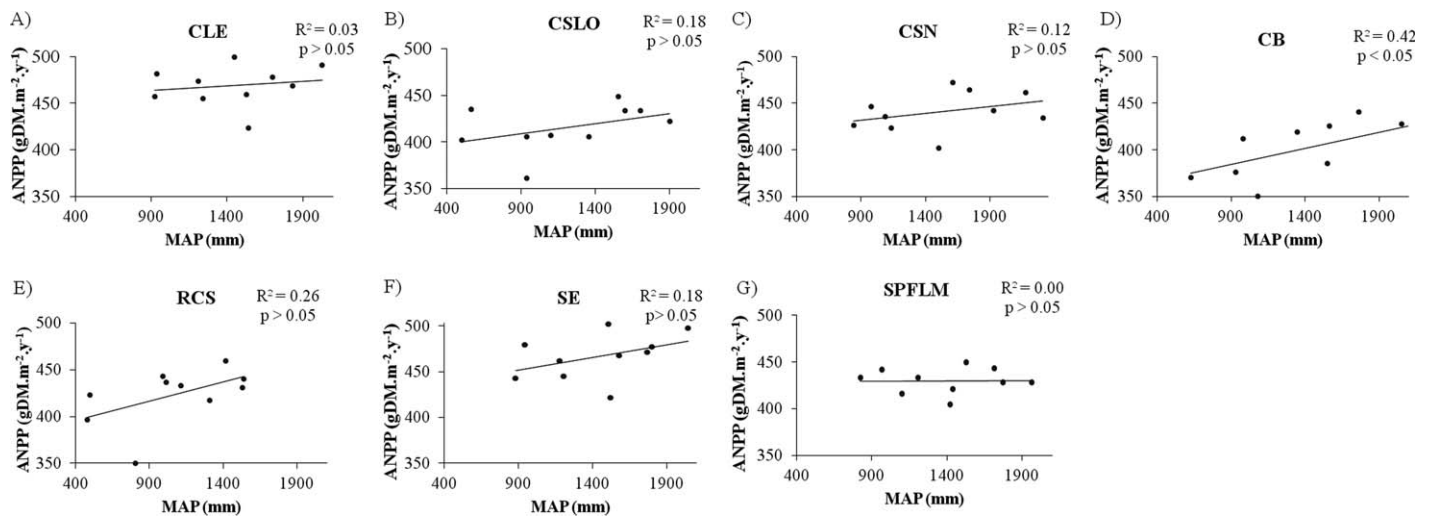 A)
CLE
R² = 0.03
p > 0.05
ANPP (gDM.m⁻².y⁻¹)
500
450
400
350
400
900
1400
1900
MAP (mm)
B)
CSLO
R² = 0.18
p > 0.05
ANPP (gDM.m⁻².y⁻¹)
500
450
400
350
400
900
1400
1900
MAP (mm)
C)
CSN
R² = 0.12
p > 0.05
ANPP (gDM.m⁻².y⁻¹)
500
450
400
350
400
900
1400
1900
MAP (mm)
D)
CB
R² = 0.42
p < 0.05
ANPP (gDM.m⁻².y⁻¹)
500
450
400
350
400
900
1400
1900
MAP (mm)
E)
RCS
R² = 0.26
p > 0.05
ANPP (gDM.m⁻².y⁻¹)
500
450
400
350
400
900
1400
1900
MAP (mm)
F)
SE
R² = 0.18
p > 0.05
ANPP (gDM.m⁻².y⁻¹)
500
450
400
350
400
900
1400
1900
MAP (mm)
G)
SPFLM
R² = 0.00
p > 0.05
ANPP (gDM.m⁻².y⁻¹)
500
450
400
350
400
900
1400
1900
MAP (mm)